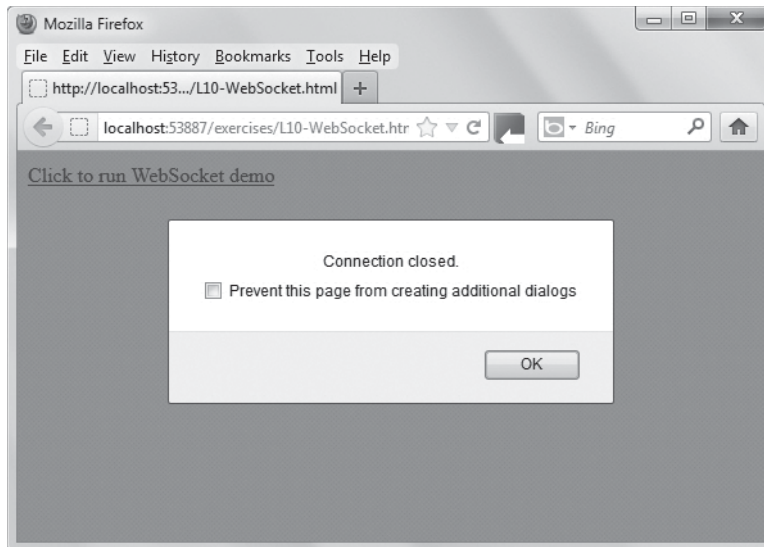 Mozilla Firefox
File Edit View History Bookmarks Tools Help
http://localhost:53.../L10-WebSocket.html +
localhost:53887/exercises/L10-WebSocket.htr Bing
Click to run WebSocket demo
Connection closed.
Prevent this page from creating additional dialogs
OK